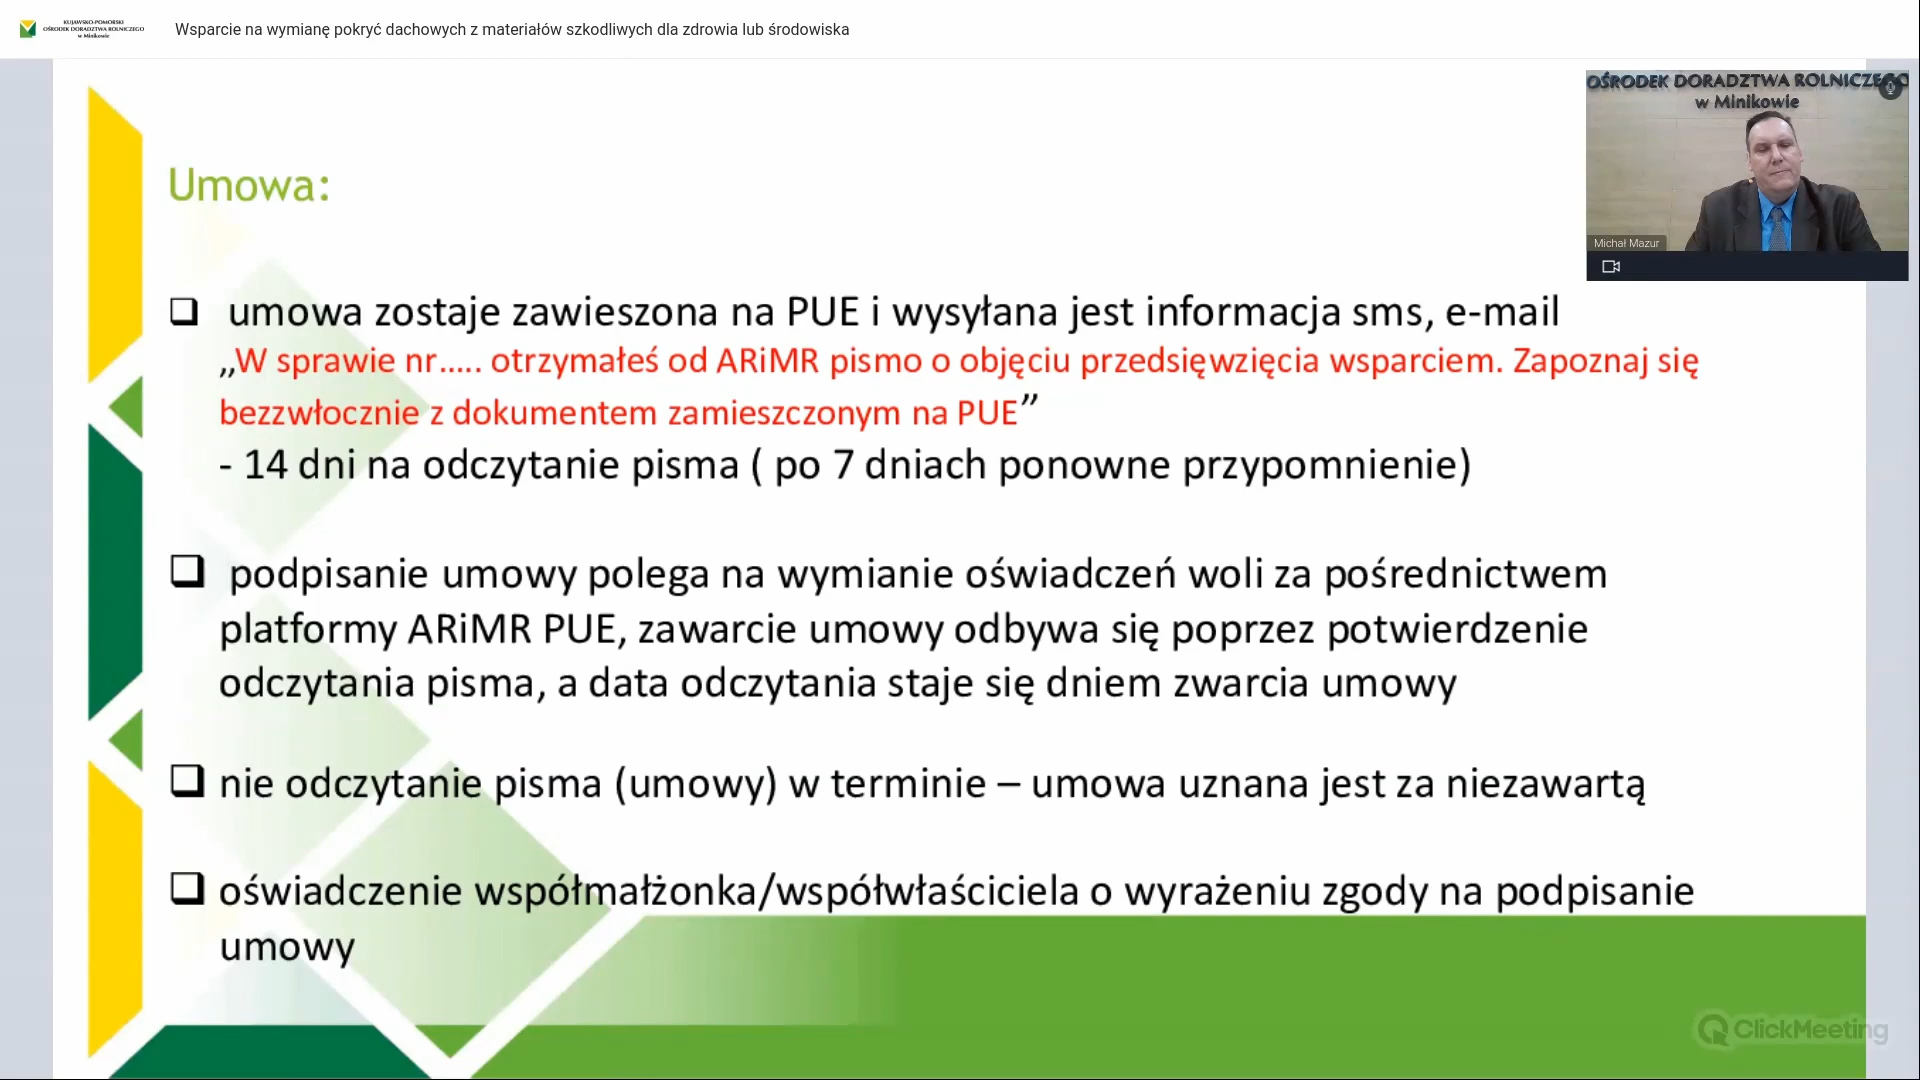 KUJAWSKO-POMORSKI
OŚRODEK DORADZTWA ROLNICZEGO
w Minikowie
Wsparcie na wymianę pokryć dachowych z materiałów szkodliwych dla zdrowia lub środowiska
OŚRODEK DORADZTWA ROLNICZEGO
w Minikowie
Michał Mazur
Umowa:
umowa zostaje zawieszona na PUE i wysyłana jest informacja sms, e-mail
„W sprawie nr..... otrzymałeś od ARiMR pismo o objęciu przedsięwzięcia wsparciem. Zapoznaj się
bezzwłocznie z dokumentem zamieszczonym na PUE”
- 14 dni na odczytanie pisma ( po 7 dniach ponowne przypomnienie)
podpisanie umowy polega na wymianie oświadczeń woli za pośrednictwem
platformy ARiMR PUE, zawarcie umowy odbywa się poprzez potwierdzenie
odczytania pisma, a data odczytania staje się dniem zwarcia umowy
nie odczytanie pisma (umowy) w terminie – umowa uznana jest za niezawartą
oświadczenie współmałżonka/współwłaściciela o wyrażeniu zgody na podpisanie
umowy
ClickMeeting